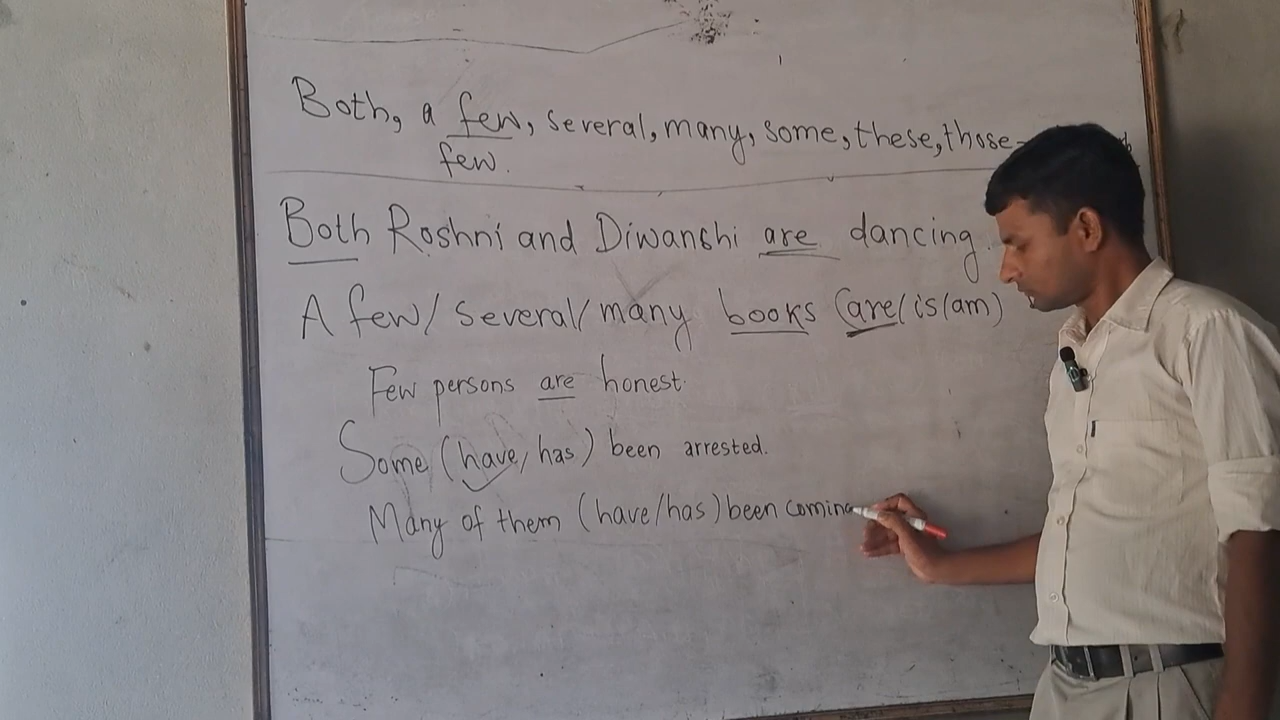 Both, a few, several, many, some, these, those
few.
Both Roshni and Diwanshi are dancing.
A few/ several/ many books (are/is/am)
Few persons are honest.
Some (have/has) been arrested.
Many of them (have/has) been coming